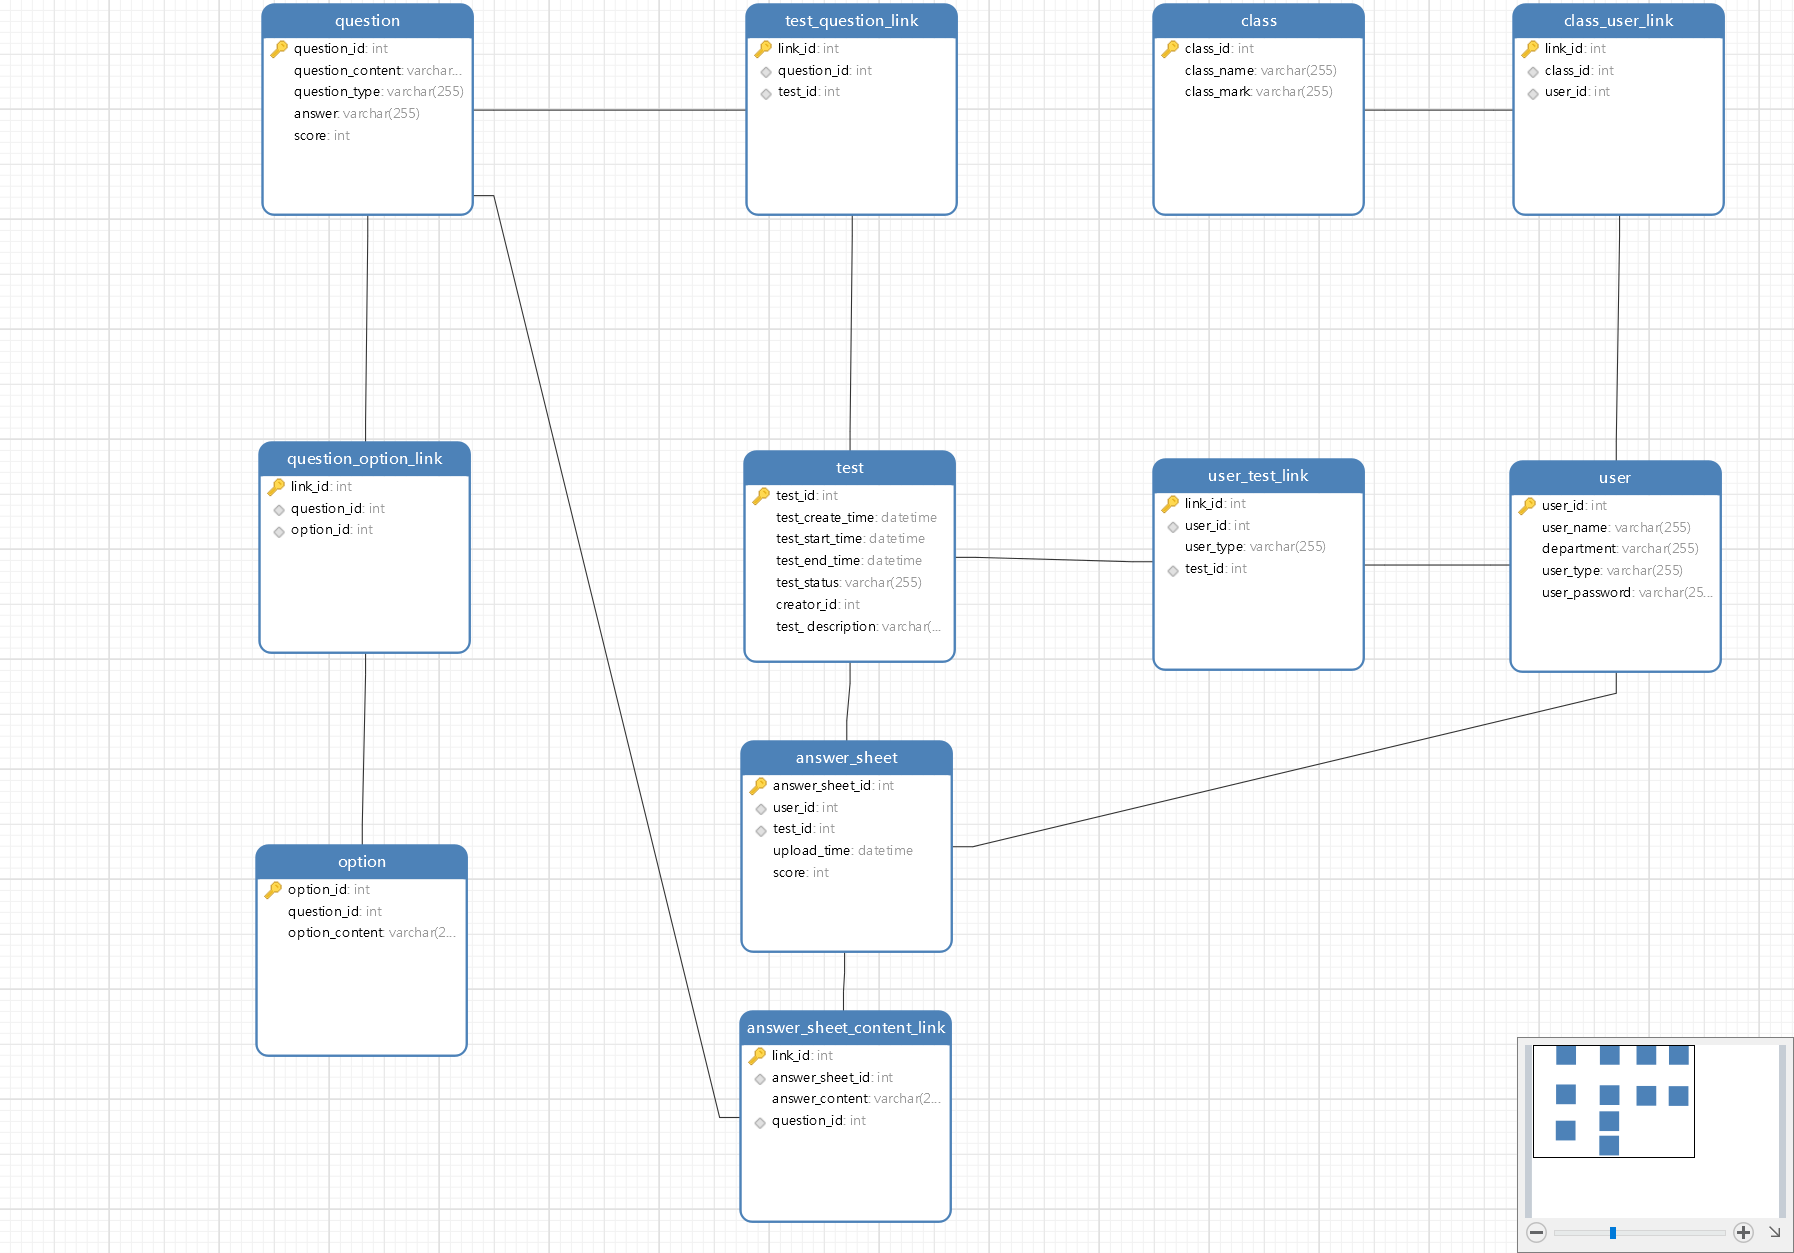 question
question_id: int
question_content: varchar...
question_type: varchar(255)
answer: varchar(255)
score: int
test_question_link
link_id: int
question_id: int
test_id: int
class
class_id: int
class_name: varchar(255)
class_mark: varchar(255)
class_user_link
link_id: int
class_id: int
user_id: int
question_option_link
link_id: int
question_id: int
option_id: int
test
test_id: int
test_create_time: datetime
test_start_time: datetime
test_end_time: datetime
test_status: varchar(255)
creator_id: int
test_ description: varchar(...
user_test_link
link_id: int
user_id: int
user_type: varchar(255)
test_id: int
user
user_id: int
user_name: varchar(255)
department: varchar(255)
user_type: varchar(255)
user_password: varchar(25...
answer_sheet
answer_sheet_id: int
user_id: int
test_id: int
upload_time: datetime
score: int
option
option_id: int
question_id: int
option_content: varchar(2...
answer_sheet_content_link
link_id: int
answer_sheet_id: int
answer_content: varchar(2...
question_id: int